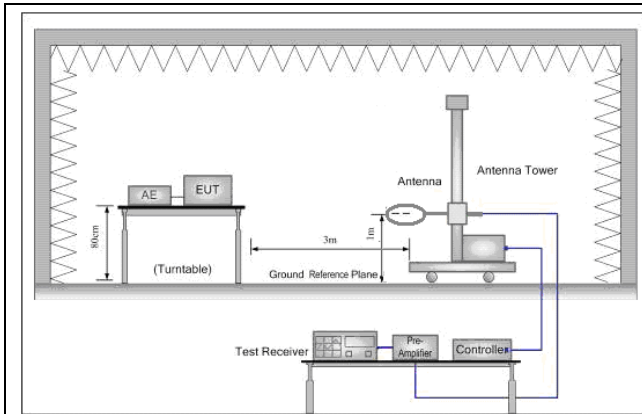 Antenna Tower
Antenna
AE
EUT
80cm
(Turntable)
3m
1m
Ground Reference Plane
Test Receiver
Pre-
Amplifier
Controller